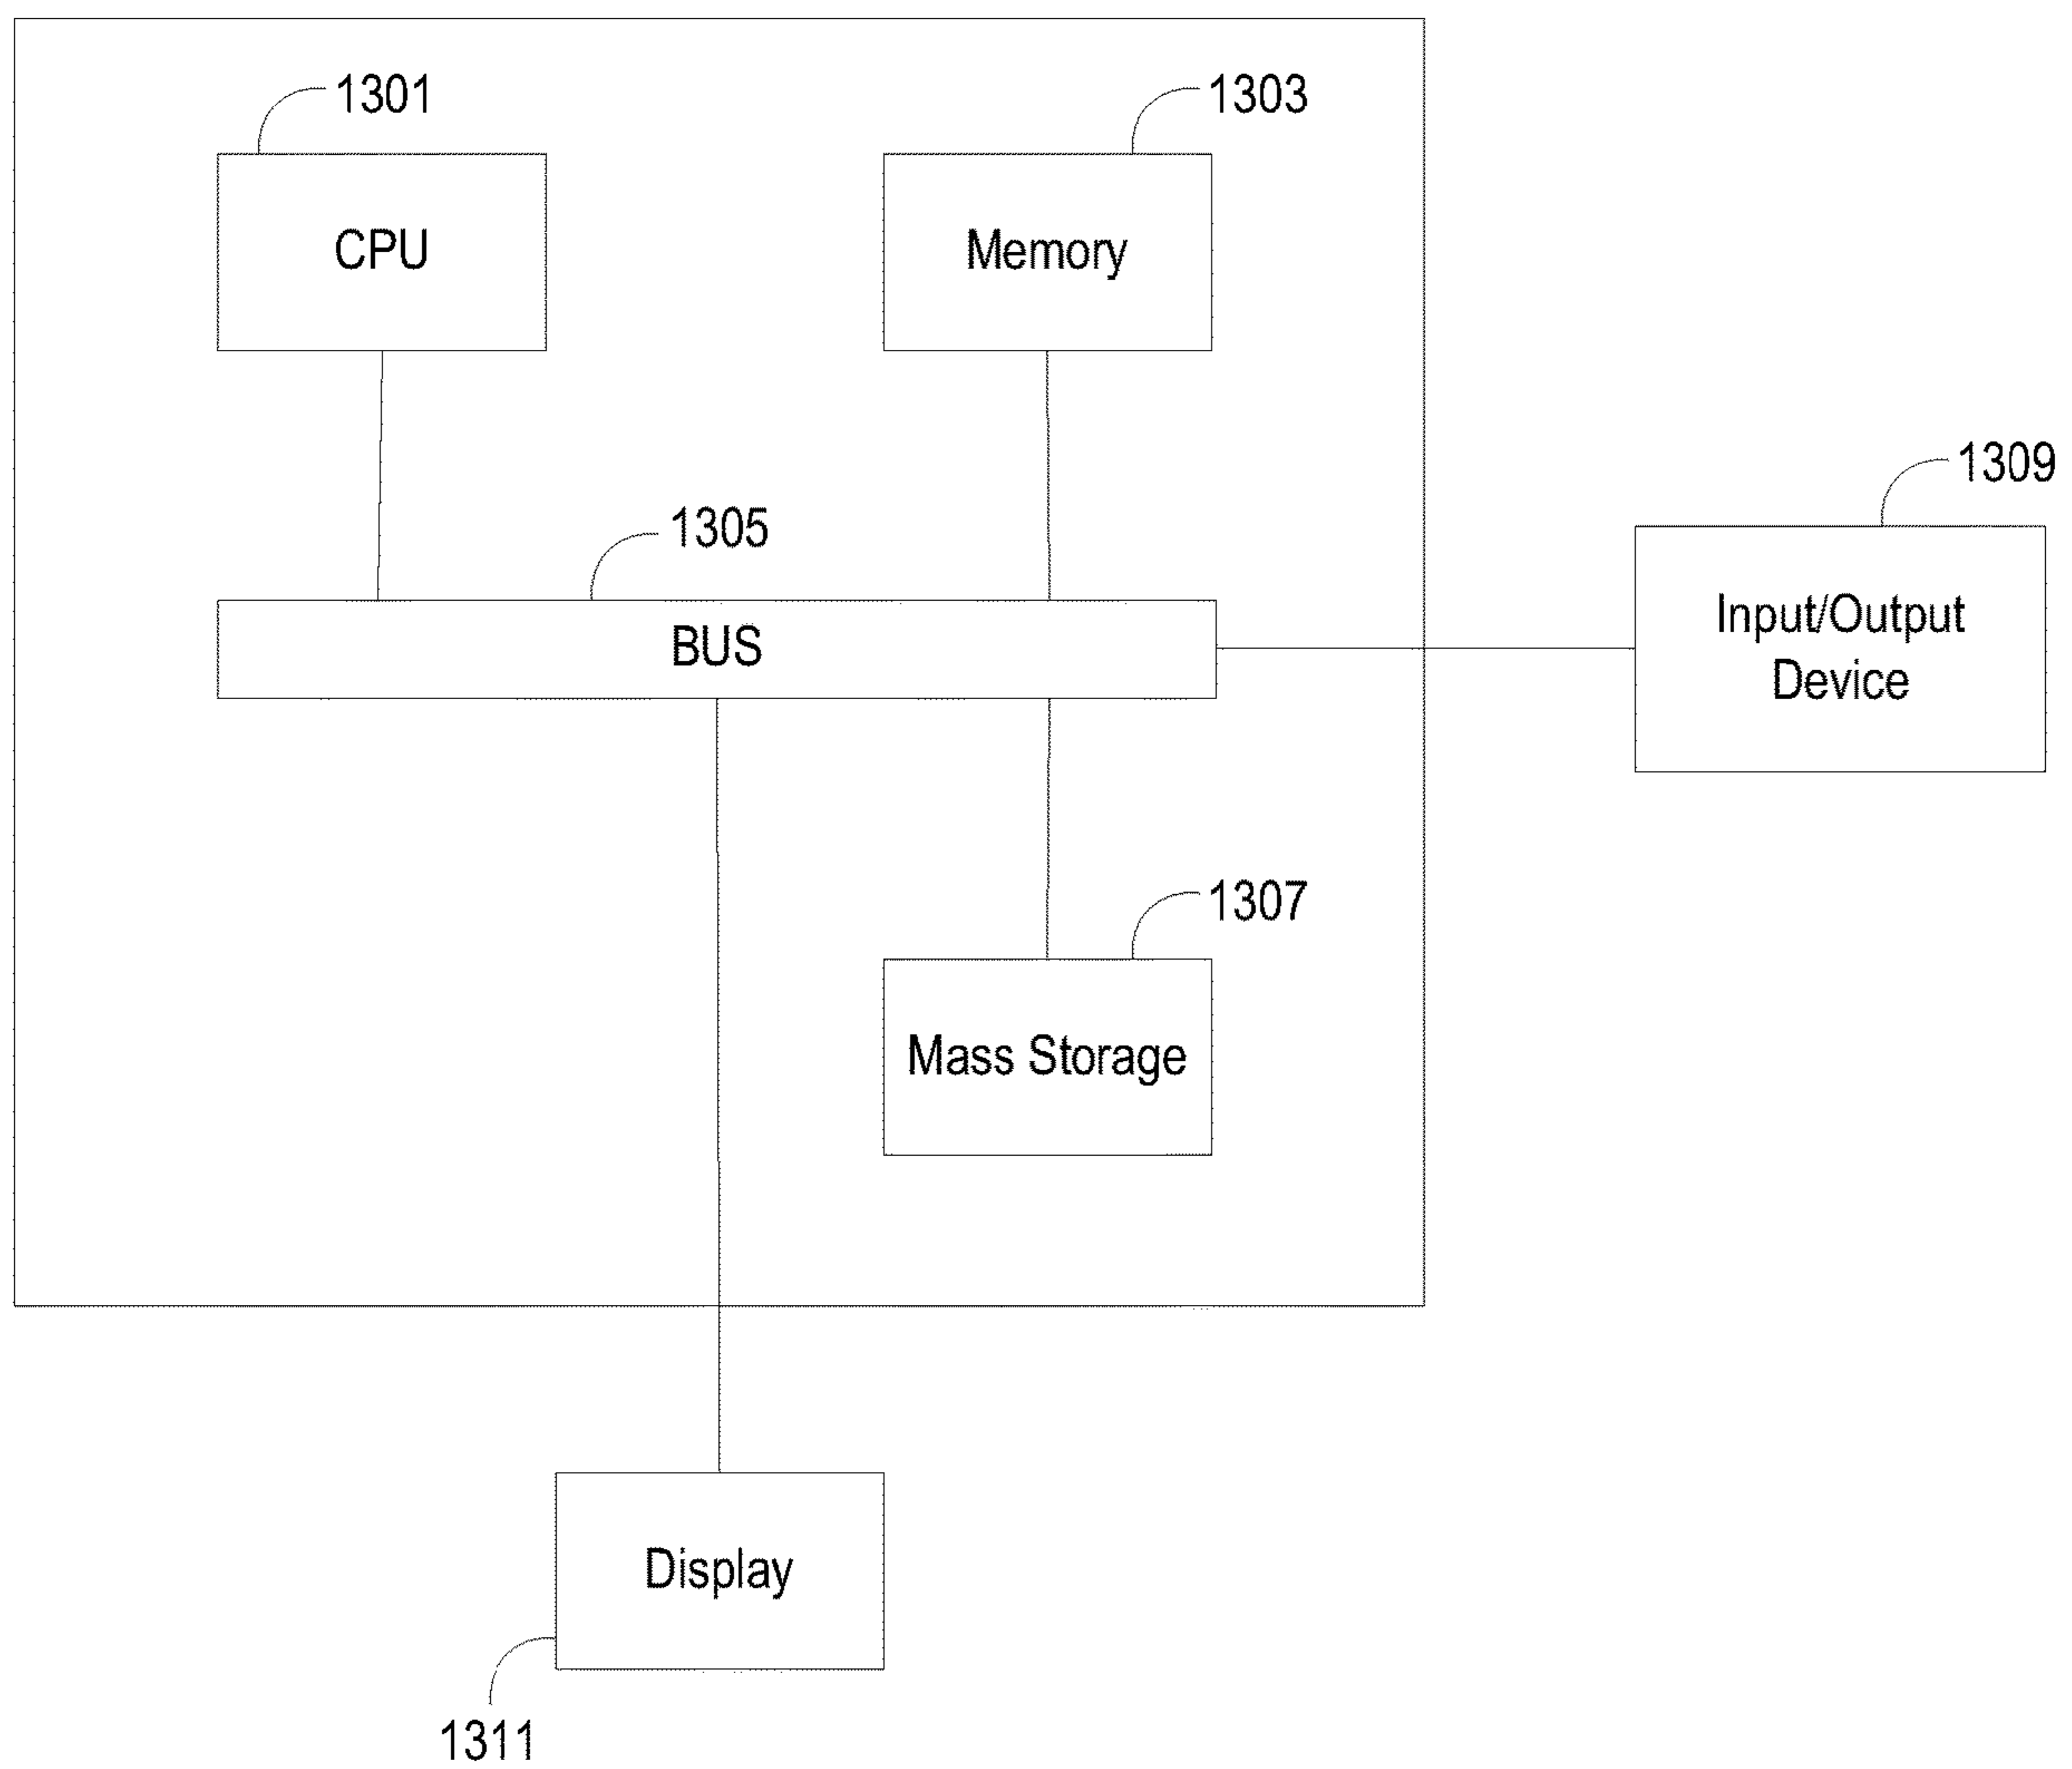 1301
1303
CPU
Memory
1309
1305
Input/Output
Device
BUS
1307
Mass Storage
Display
1311